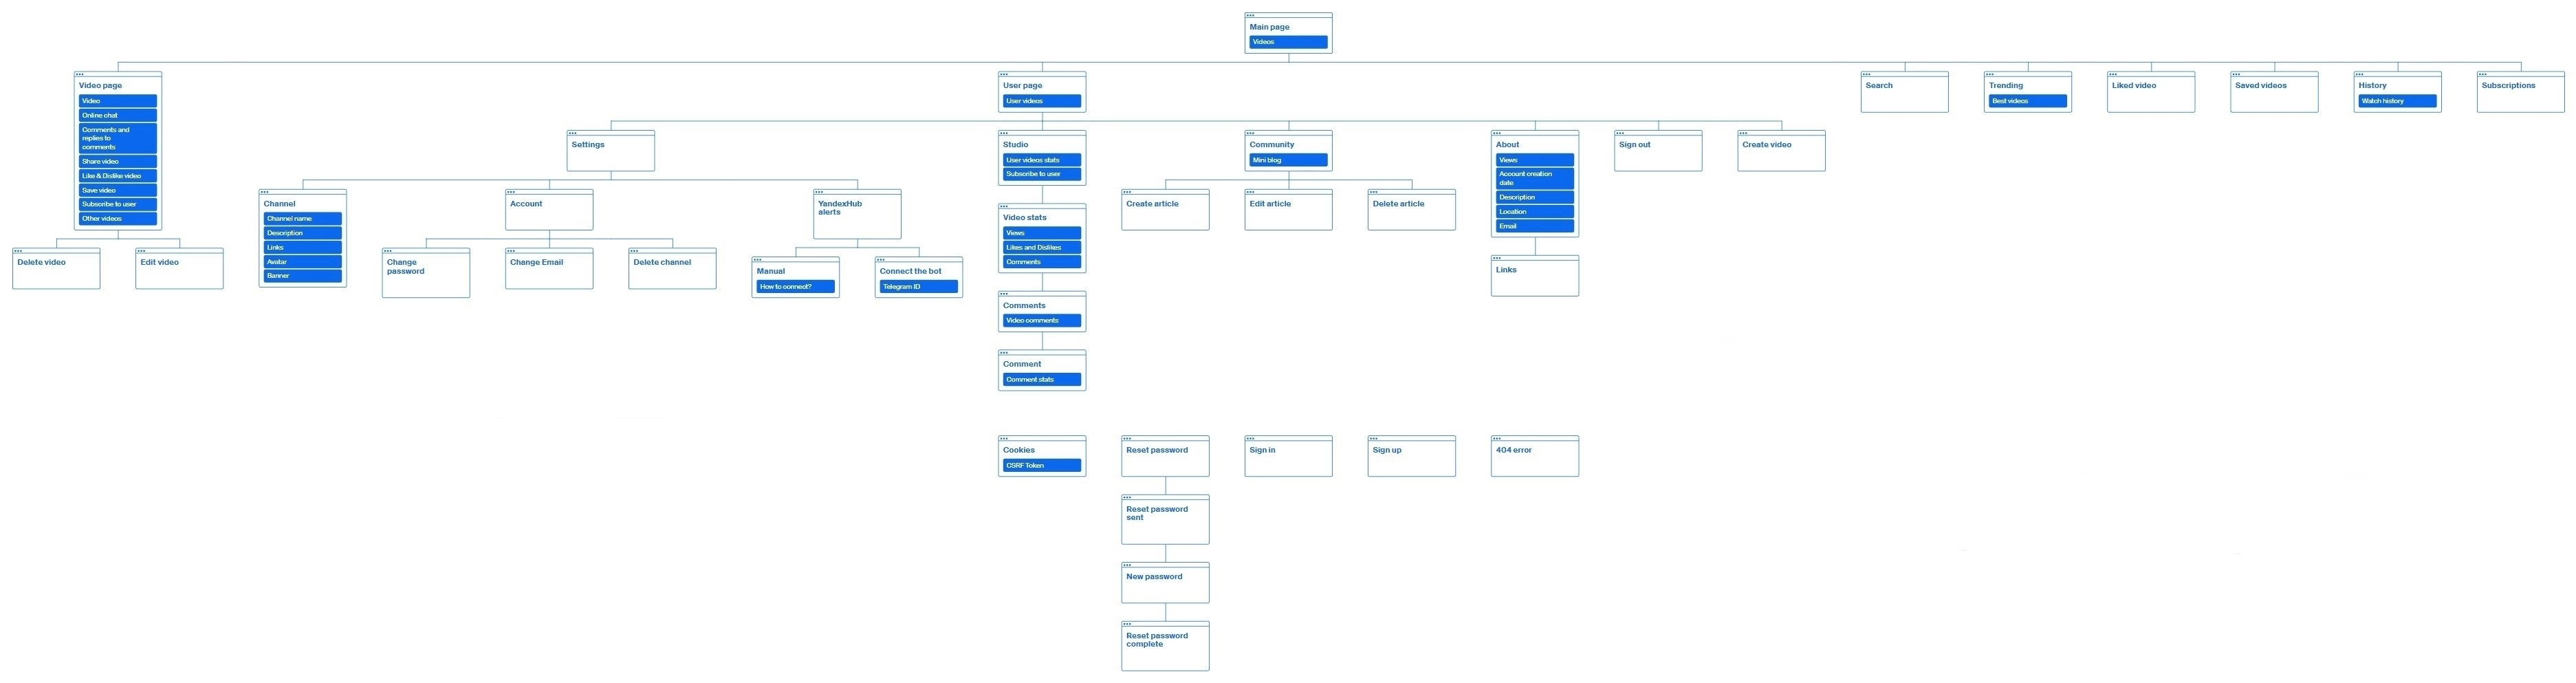 Main page
Videos
Video page
Video
Online chat
Comments and
replies to
comments
Share video
Like & Dislike video
Save video
Subscribe to user
Other videos
Delete video
Edit video
User page
User videos
Settings
Channel
Channel name
Description
Links
Avatar
Banner
Account
Change
password
Change Email
Delete channel
YandexHub
alerts
Manual
How to connect?
Connect the bot
Telegram ID
Studio
User videos stats
Subscribe to user
Video stats
Views
Likes and Dislikes
Comments
Comments
Video comments
Comment
Comment stats
Community
Mini blog
Create article
Edit article
Delete article
About
Views
Account creation
date
Description
Location
Email
Links
Sign out
Create video
Search
Trending
Best videos
Liked video
Saved videos
History
Watch history
Subscriptions
Cookies
CSRF Token
Reset password
Reset password
sent
New password
Reset password
complete
Sign in
Sign up
404 error